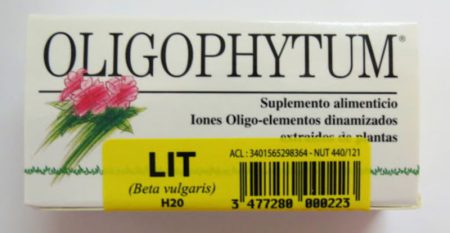 OLIGOPHYTUM®
Suplemento alimenticio
Iones Oligo-elementos dinamizados
extraidos de plantas
LIT
(Beta vulgaris)
H20
ACL : 3401565298364 - NUT 440/121
3 477280 000223